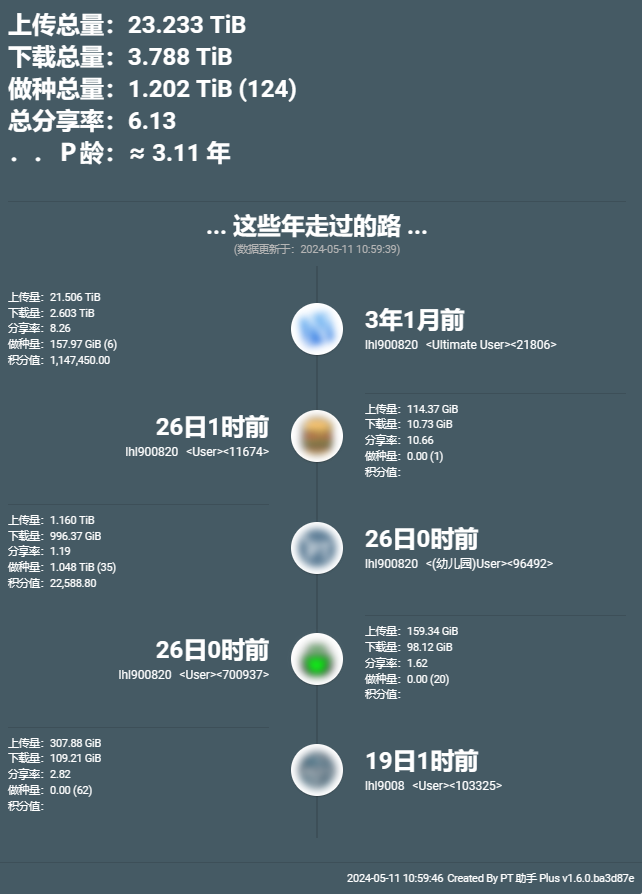 上传总量：23.233 TiB
下载总量：3.788 TiB
做种总量：1.202 TiB (124)
总分享率：6.13
．．Ｐ龄：≈ 3.11 年
... 这些年走过的路 ...
(数据更新于：2024-05-11 10:59:39)
上传量：21.506 TiB
下载量：2.603 TiB
分享率：8.26
做种量：157.97 GiB (6)
积分值：1,147,450.00
3年1月前
lhl900820 <Ultimate User><21806>
26日1时前
lhl900820 <User><11674>
上传量：114.37 GiB
下载量：10.73 GiB
分享率：10.66
做种量：0.00 (1)
积分值：
上传量：1.160 TiB
下载量：996.37 GiB
分享率：1.19
做种量：1.048 TiB (35)
积分值：22,588.80
26日0时前
lhl900820 <(幼儿园)User><96492>
26日0时前
lhl900820 <User><700937>
上传量：159.34 GiB
下载量：98.12 GiB
分享率：1.62
做种量：0.00 (20)
积分值：
上传量：307.88 GiB
下载量：109.21 GiB
分享率：2.82
做种量：0.00 (62)
积分值：
19日1时前
lhl9008 <User><103325>
2024-05-11 10:59:46 Created By PT 助手 Plus v1.6.0.ba3d87e